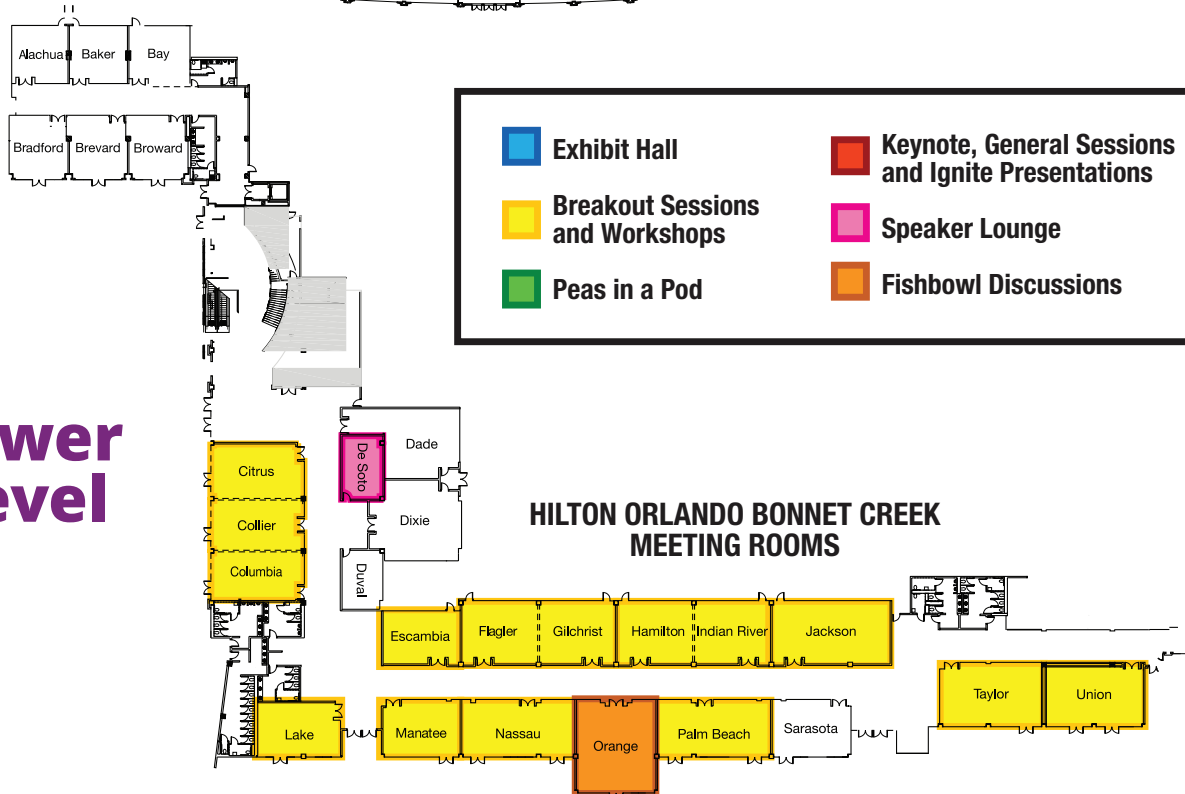 Alachua Baker Bay
Bradford Brevard Broward
Exhibit Hall
Breakout Sessions
and Workshops
Peas in a Pod
Keynote, General Sessions
and Ignite Presentations
Speaker Lounge
Fishbowl Discussions
wer
evel
Citrus
Collier
Columbia
De Soto
Dade
Dixie
Duval
HILTON ORLANDO BONNET CREEK
MEETING ROOMS
Escambia Flagler Gilchrist Hamilton Indian River Jackson
Taylor Union
Lake Manatee Nassau Orange Palm Beach Sarasota